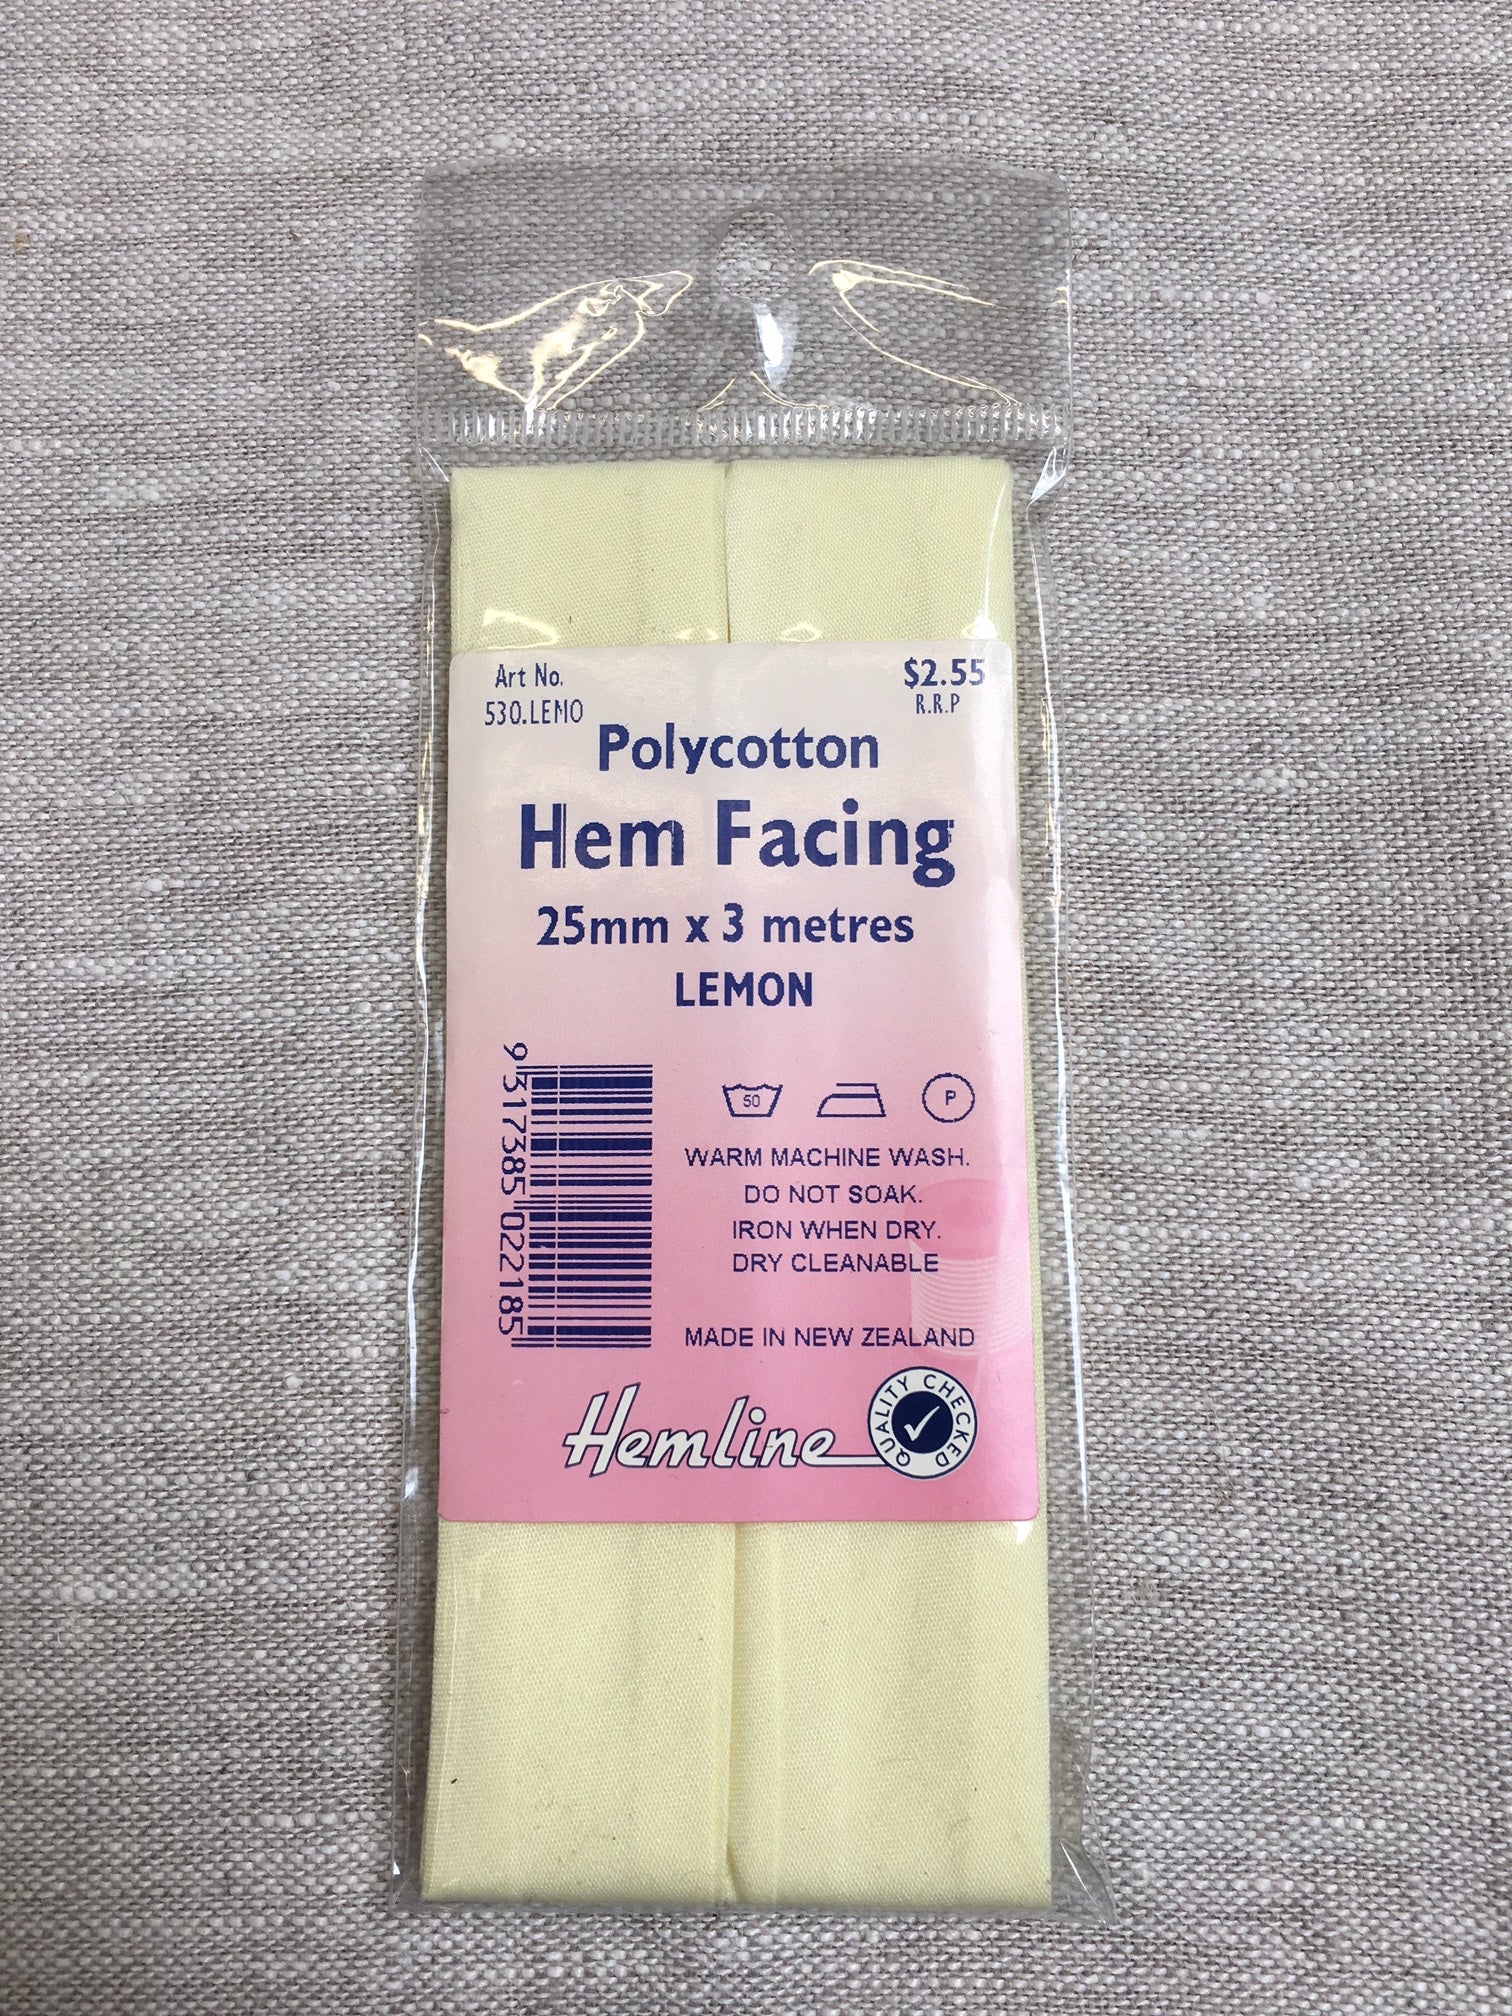 Art No.
530.LEMO
$2.55
R.R.P
Polycotton
Hem Facing
25mm x 3 metres
LEMON
9 317385 022185
50
P
WARM MACHINE WASH.
DO NOT SOAK.
IRON WHEN DRY.
DRY CLEANABLE
MADE IN NEW ZEALAND
Hemline
QUALITY CHECKED